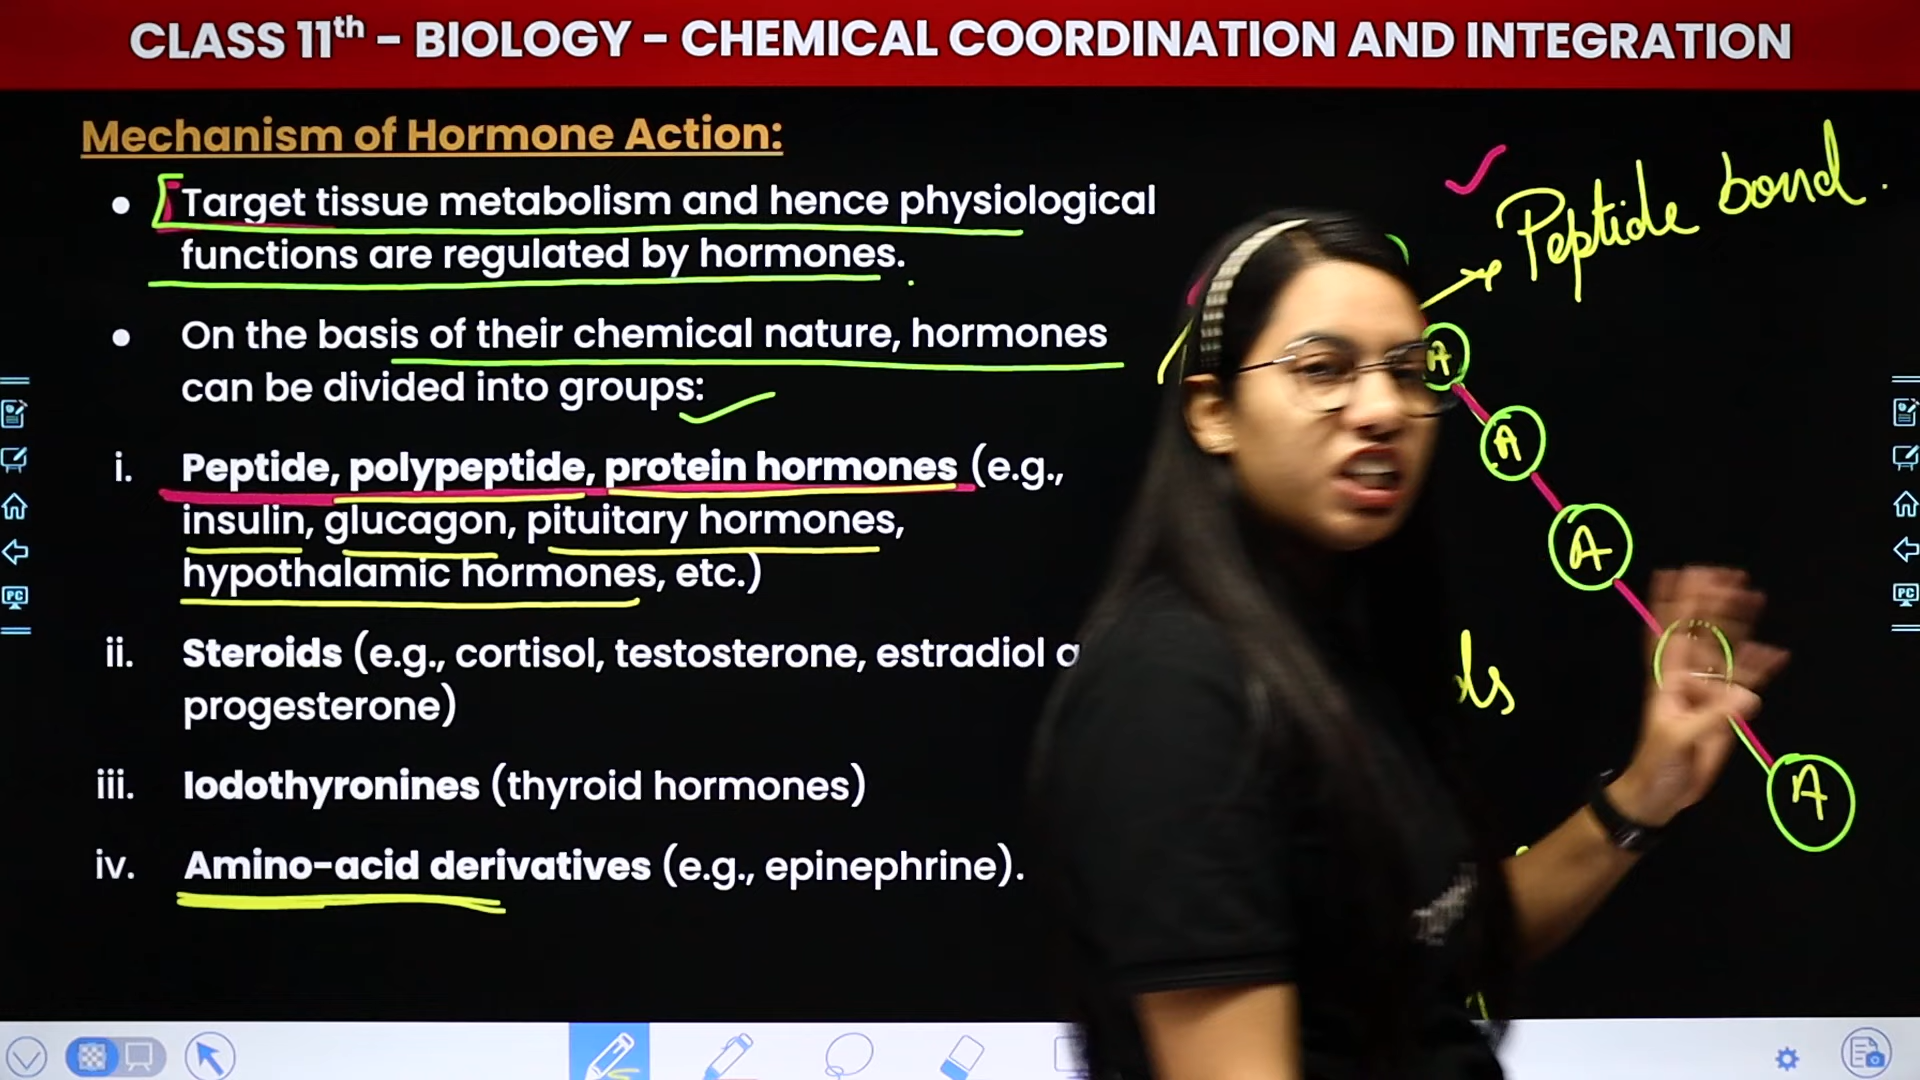 CLASS 11th - BIOLOGY - CHEMICAL COORDINATION AND INTEGRATION
Mechanism of Hormone Action:
• Target tissue metabolism and hence physiological
functions are regulated by hormones.
• On the basis of their chemical nature, hormones
can be divided into groups:
i. Peptide, polypeptide, protein hormones (e.g.,
insulin, glucagon, pituitary hormones,
hypothalamic hormones, etc.)
ii. Steroids (e.g., cortisol, testosterone, estradiol
progesterone)
iii. Iodothyronines (thyroid hormones)
iv. Amino-acid derivatives (e.g., epinephrine).
Peptide bond.
A
A
A
A
PC
PC